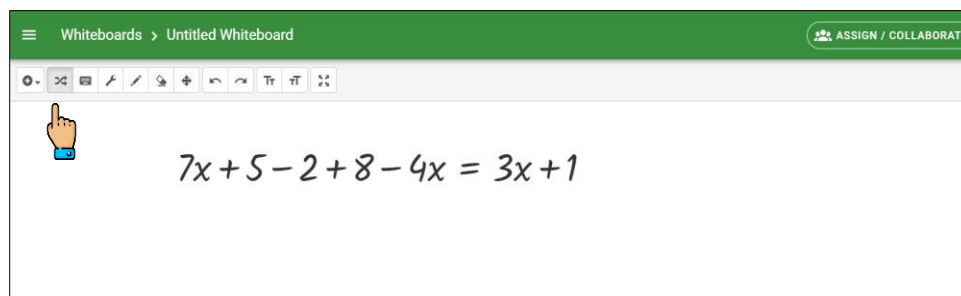 Whiteboards > Untitled Whiteboard
ASSIGN / COLLABORAT
7x + 5 − 2 + 8 − 4x = 3x + 1